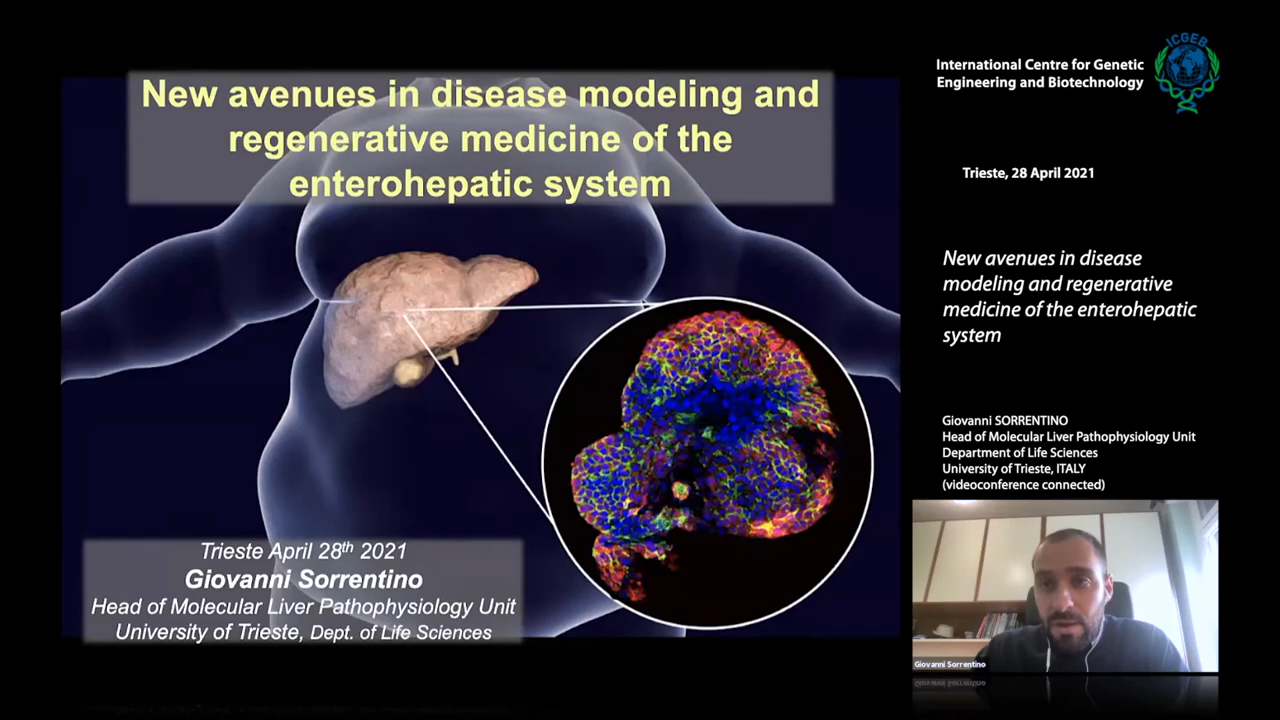 New avenues in disease modeling and
regenerative medicine of the
enterohepatic system
Trieste April 28th 2021
Giovanni Sorrentino
Head of Molecular Liver Pathophysiology Unit
University of Trieste, Dept. of Life Sciences
International Centre for Genetic
Engineering and Biotechnology
ICGEB
Trieste, 28 April 2021
New avenues in disease
modeling and regenerative
medicine of the enterohepatic
system
Giovanni SORRENTINO
Head of Molecular Liver Pathophysiology Unit
Department of Life Sciences
University of Trieste, ITALY
(videoconference connected)
Giovanni Sorrentino